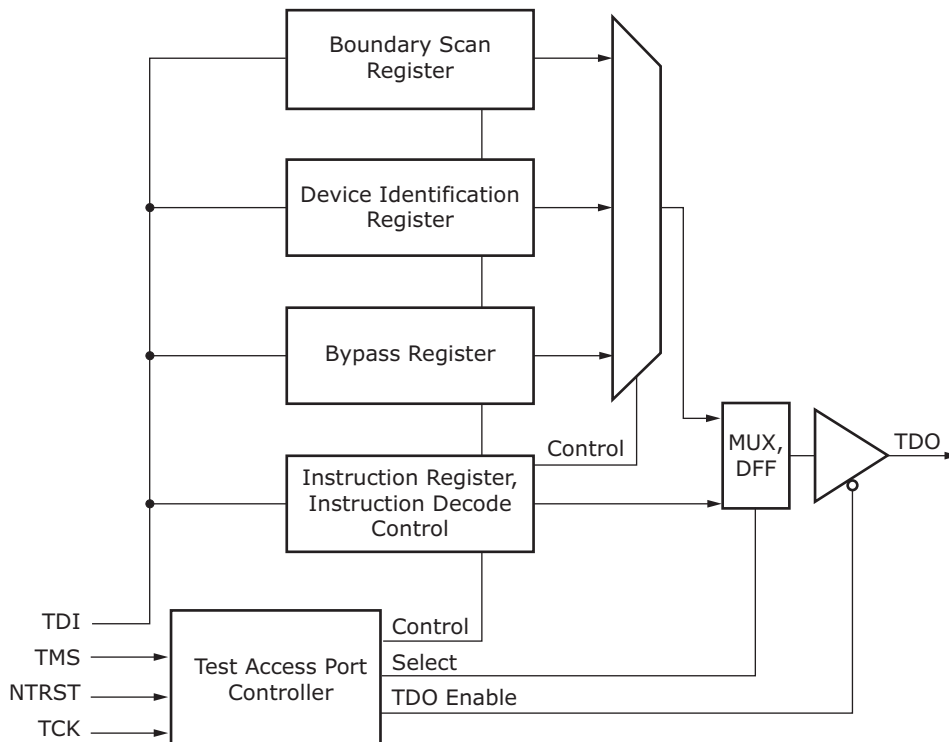 Boundary Scan
Register
Device Identification
Register
Bypass Register
Control
Instruction Register,
Instruction Decode
Control
MUX,
DFF
TDO
TDI
TMS
NTRST
TCK
Test Access Port
Controller
Control
Select
TDO Enable